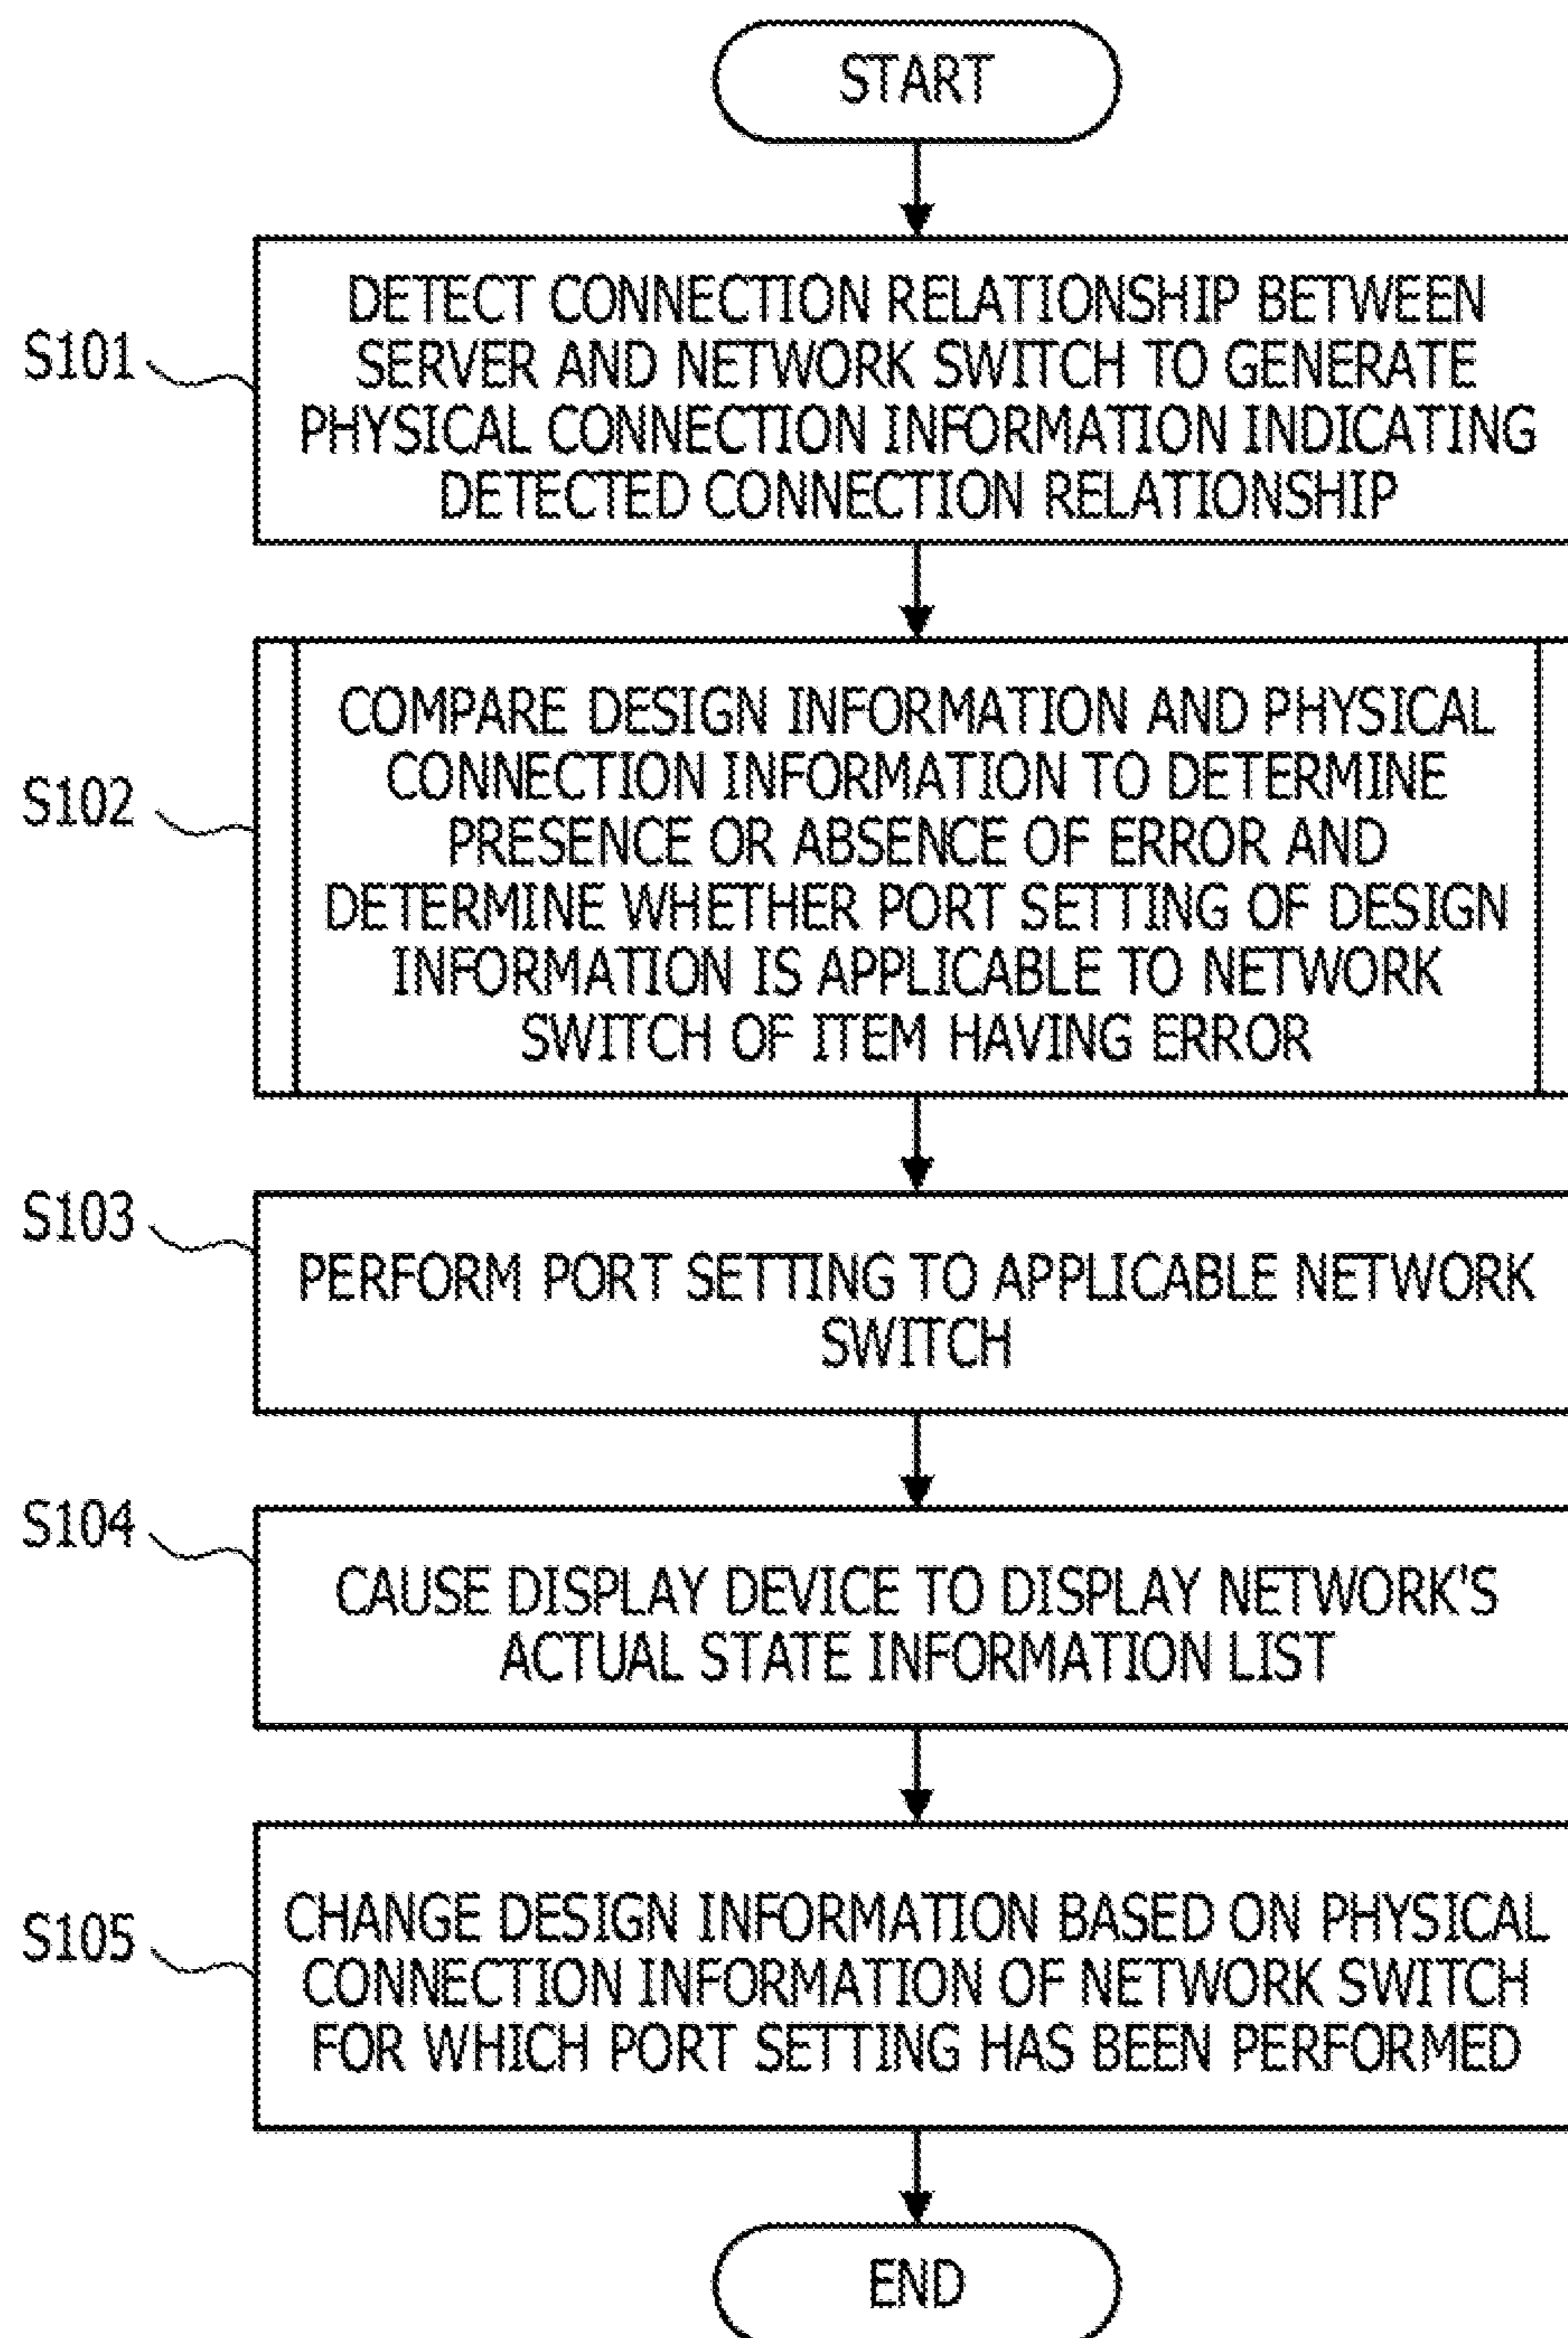 START
S101
DETECT CONNECTION RELATIONSHIP BETWEEN
SERVER AND NETWORK SWITCH TO GENERATE
PHYSICAL CONNECTION INFORMATION INDICATING
DETECTED CONNECTION RELATIONSHIP
S102
COMPARE DESIGN INFORMATION AND PHYSICAL
CONNECTION INFORMATION TO DETERMINE
PRESENCE OR ABSENCE OF ERROR AND
DETERMINE WHETHER PORT SETTING OF DESIGN
INFORMATION IS APPLICABLE TO NETWORK
SWITCH OF ITEM HAVING ERROR
S103
PERFORM PORT SETTING TO APPLICABLE NETWORK
SWITCH
S104
CAUSE DISPLAY DEVICE TO DISPLAY NETWORK'S
ACTUAL STATE INFORMATION LIST
S105
CHANGE DESIGN INFORMATION BASED ON PHYSICAL
CONNECTION INFORMATION OF NETWORK SWITCH
FOR WHICH PORT SETTING HAS BEEN PERFORMED
END